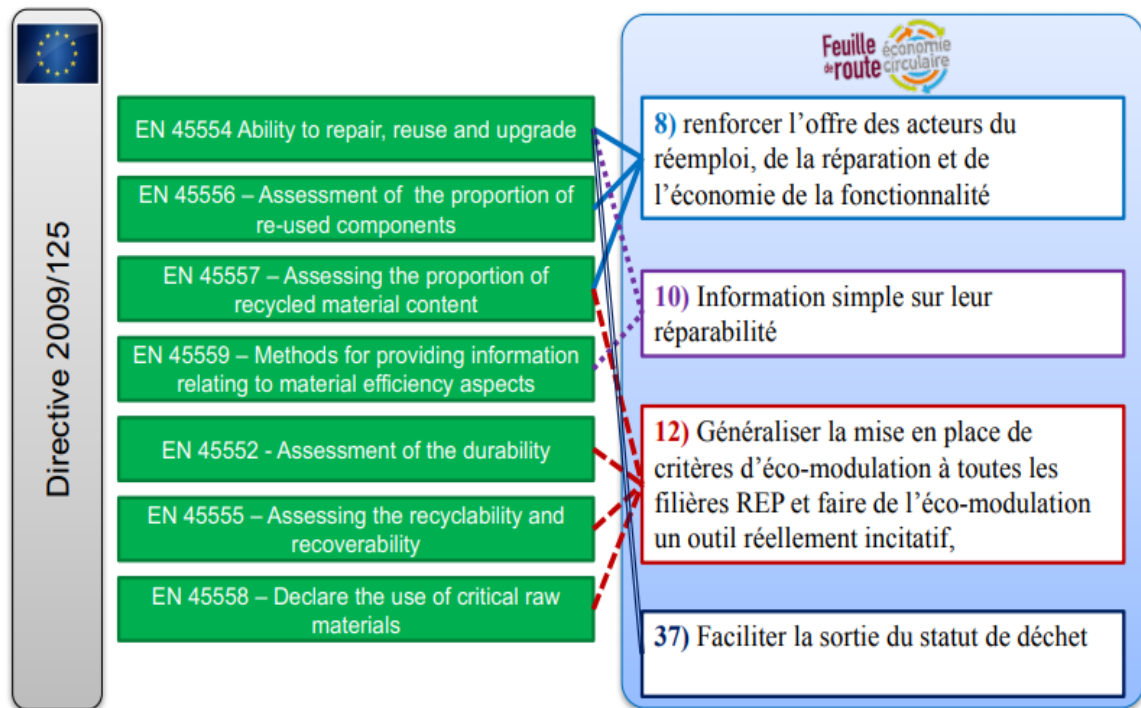 Directive 2009/125
EN 45554 Ability to repair, reuse and upgrade
EN 45556 – Assessment of the proportion of
re-used components
EN 45557 – Assessing the proportion of
recycled material content
EN 45559 – Methods for providing information
relating to material efficiency aspects
EN 45552 - Assessment of the durability
EN 45555 – Assessing the recyclability and
recoverability
EN 45558 – Declare the use of critical raw
materials
Feuille
de route
économie
circulaire
8) renforcer l’offre des acteurs du
réemploi, de la réparation et de
l’économie de la fonctionnalité
10) Information simple sur leur
réparabilité
12) Généraliser la mise en place de
critères d’éco-modulation à toutes les
filières REP et faire de l’éco-modulation
un outil réellement incitatif,
37) Faciliter la sortie du statut de déchet